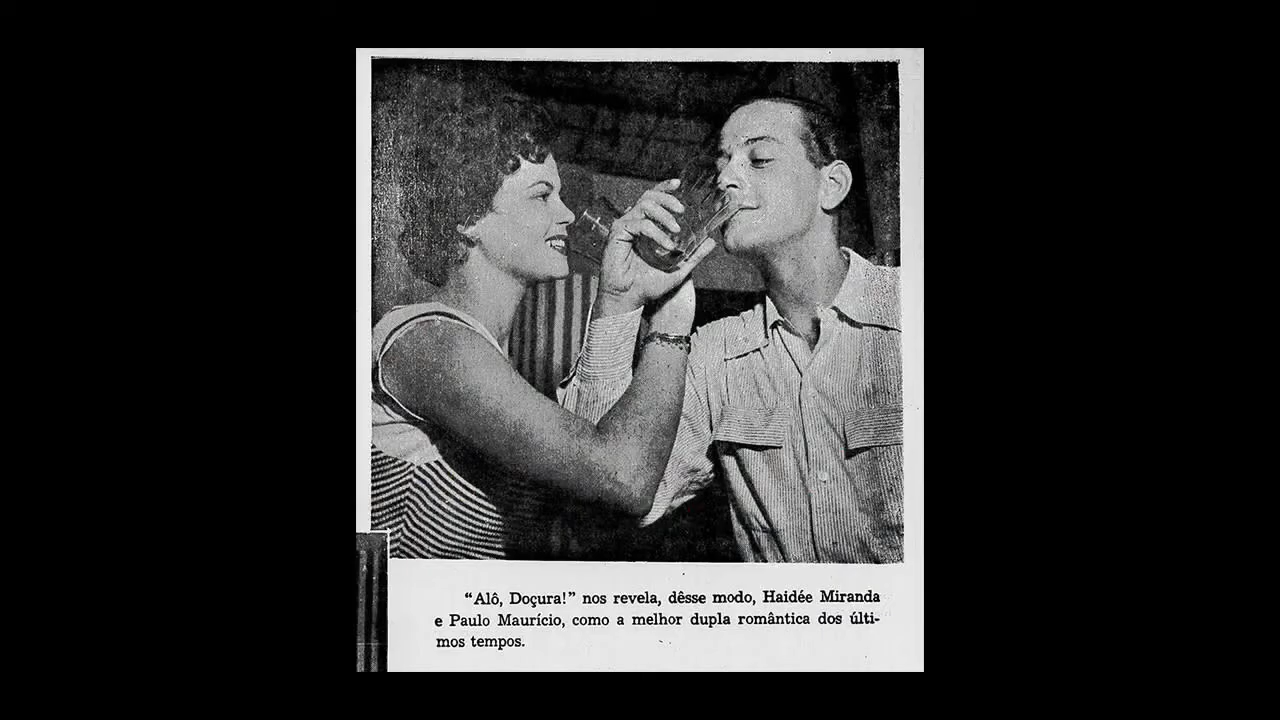 “Alô, Doçura!” nos revela, dêsse modo, Haidée Miranda
e Paulo Maurício, como a melhor dupla romântica dos últi-
mos tempos.